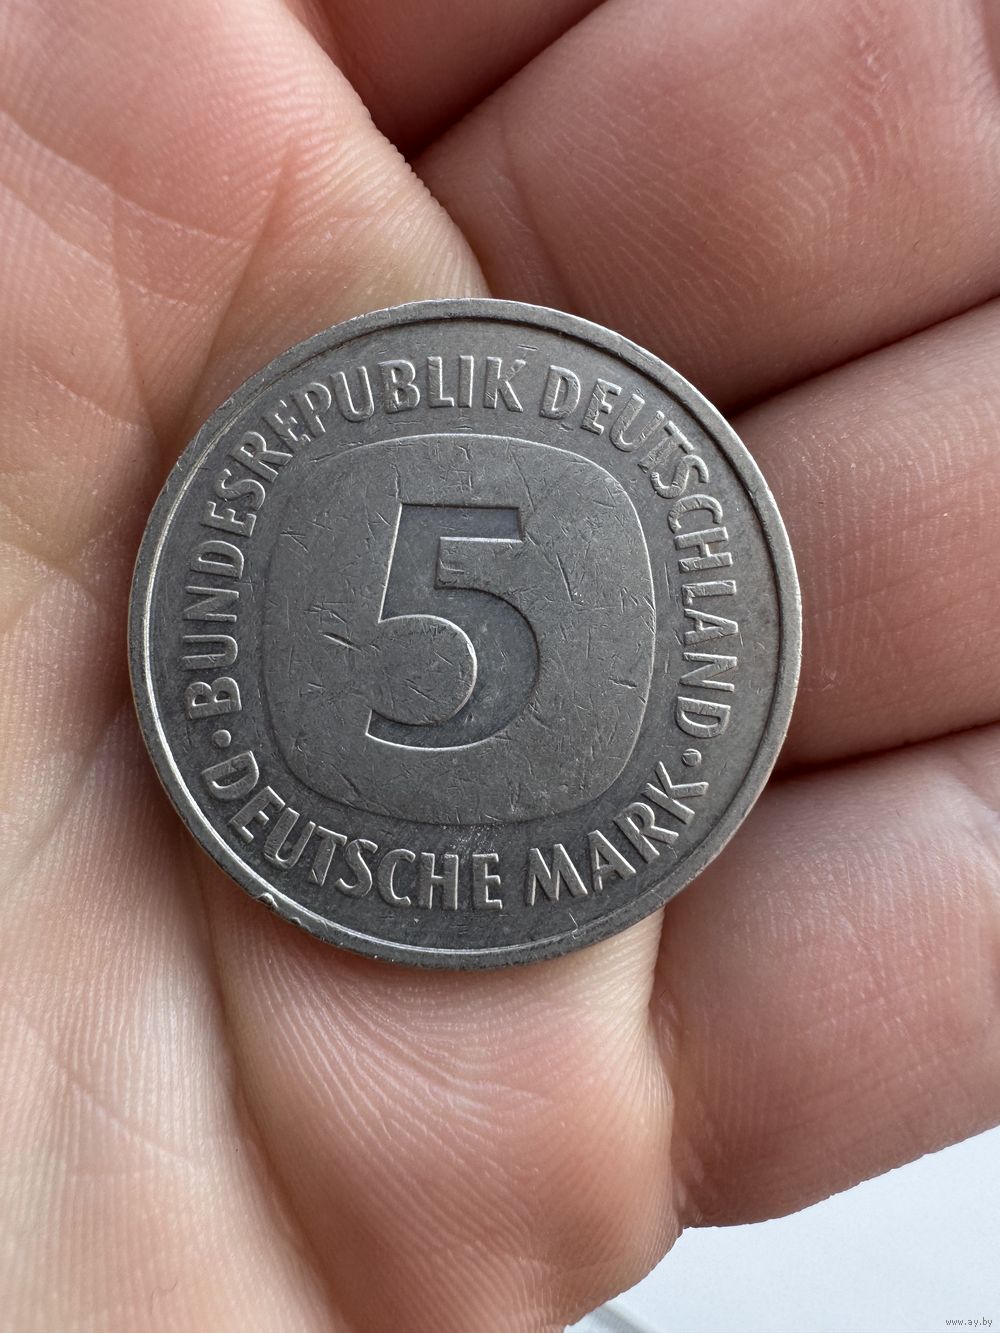 BUNDESREPUBLIK DEUTSCHLAND
5
DEUTSCHE MARK
www.ay.by